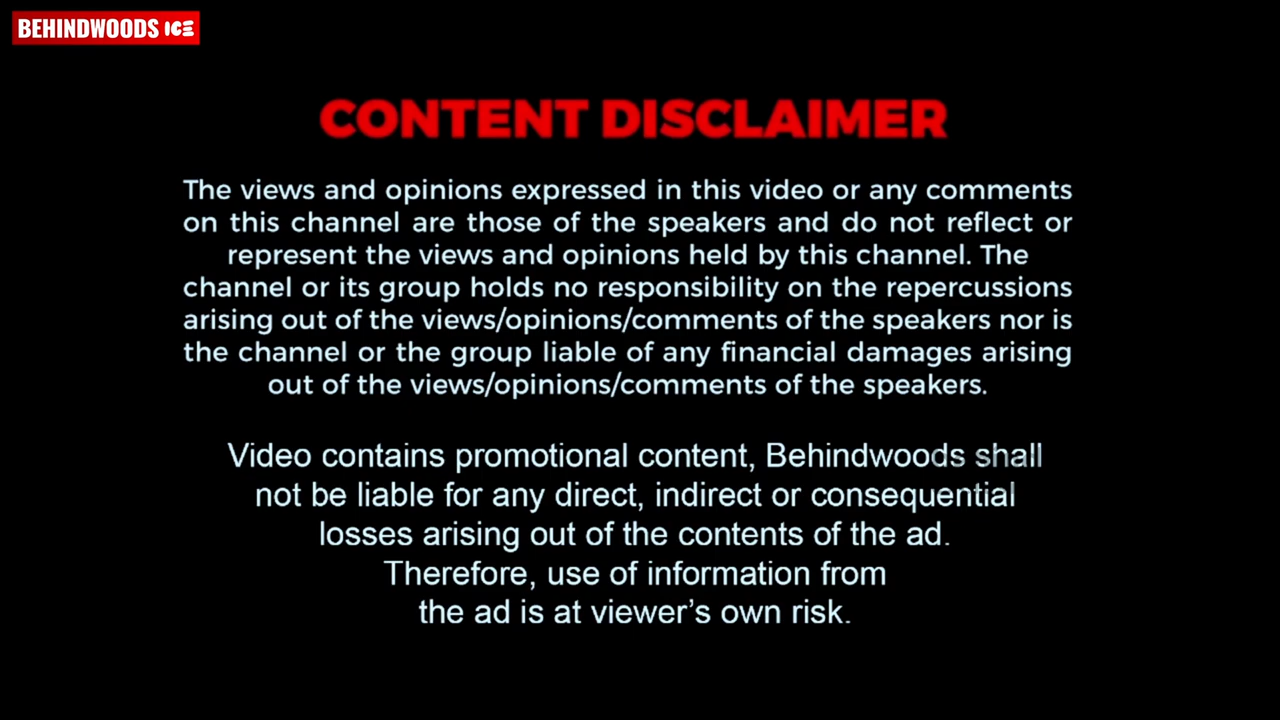 BEHINDWOODS ICE
CONTENT DISCLAIMER
The views and opinions expressed in this video or any comments
on this channel are those of the speakers and do not reflect or
represent the views and opinions held by this channel. The
channel or its group holds no responsibility on the repercussions
arising out of the views/opinions/comments of the speakers nor is
the channel or the group liable of any financial damages arising
out of the views/opinions/comments of the speakers.
Video contains promotional content, Behindwoods shall
not be liable for any direct, indirect or consequential
losses arising out of the contents of the ad.
Therefore, use of information from
the ad is at viewer’s own risk.